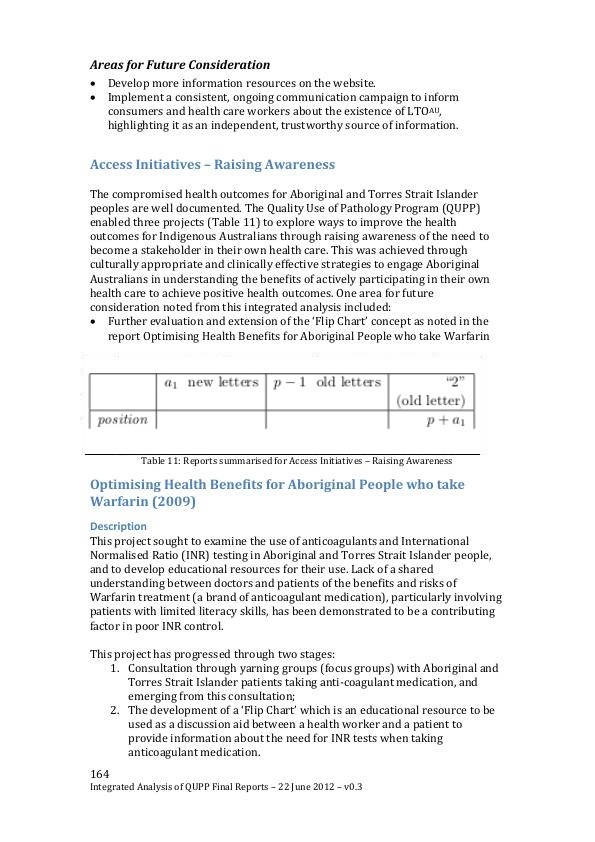 Areas for Future Consideration
• Develop more information resources on the website.
• Implement a consistent, ongoing communication campaign to inform
consumers and health care workers about the existence of LTOᴬᵁ,
highlighting it as an independent, trustworthy source of information.
Access Initiatives – Raising Awareness
The compromised health outcomes for Aboriginal and Torres Strait Islander
peoples are well documented. The Quality Use of Pathology Program (QUPP)
enabled three projects (Table 11) to explore ways to improve the health
outcomes for Indigenous Australians through raising awareness of the need to
become a stakeholder in their own health care. This was achieved through
culturally appropriate and clinically effective strategies to engage Aboriginal
Australians in understanding the benefits of actively participating in their own
health care to achieve positive health outcomes. One area for future
consideration noted from this integrated analysis included:
• Further evaluation and extension of the ‘Flip Chart’ concept as noted in the
report Optimising Health Benefits for Aboriginal People who take Warfarin
a₁ new letters p − 1 old letters “2”
(old letter)
position p + a₁
Table 11: Reports summarised for Access Initiatives – Raising Awareness
Optimising Health Benefits for Aboriginal People who take
Warfarin (2009)
Description
This project sought to examine the use of anticoagulants and International
Normalised Ratio (INR) testing in Aboriginal and Torres Strait Islander people,
and to develop educational resources for their use. Lack of a shared
understanding between doctors and patients of the benefits and risks of
Warfarin treatment (a brand of anticoagulant medication), particularly involving
patients with limited literacy skills, has been demonstrated to be a contributing
factor in poor INR control.
This project has progressed through two stages:
1. Consultation through yarning groups (focus groups) with Aboriginal and
Torres Strait Islander patients taking anti-coagulant medication, and
emerging from this consultation;
2. The development of a ‘Flip Chart’ which is an educational resource to be
used as a discussion aid between a health worker and a patient to
provide information about the need for INR tests when taking
anticoagulant medication.
164
Integrated Analysis of QUPP Final Reports – 22 June 2012 – v0.3